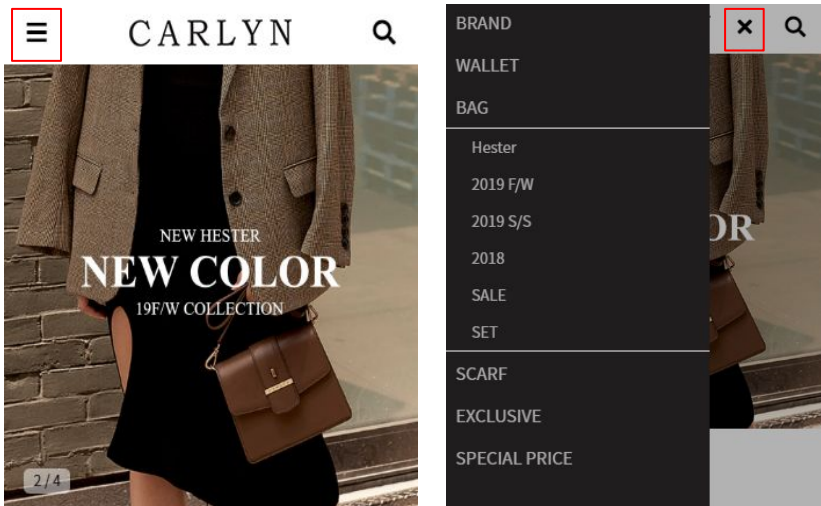 CARLYN
NEW HESTER
NEW COLOR
19F/W COLLECTION
2/4
BRAND
WALLET
BAG
Hester
2019 F/W
2019 S/S
2018
SALE
SET
SCARF
EXCLUSIVE
SPECIAL PRICE
OR